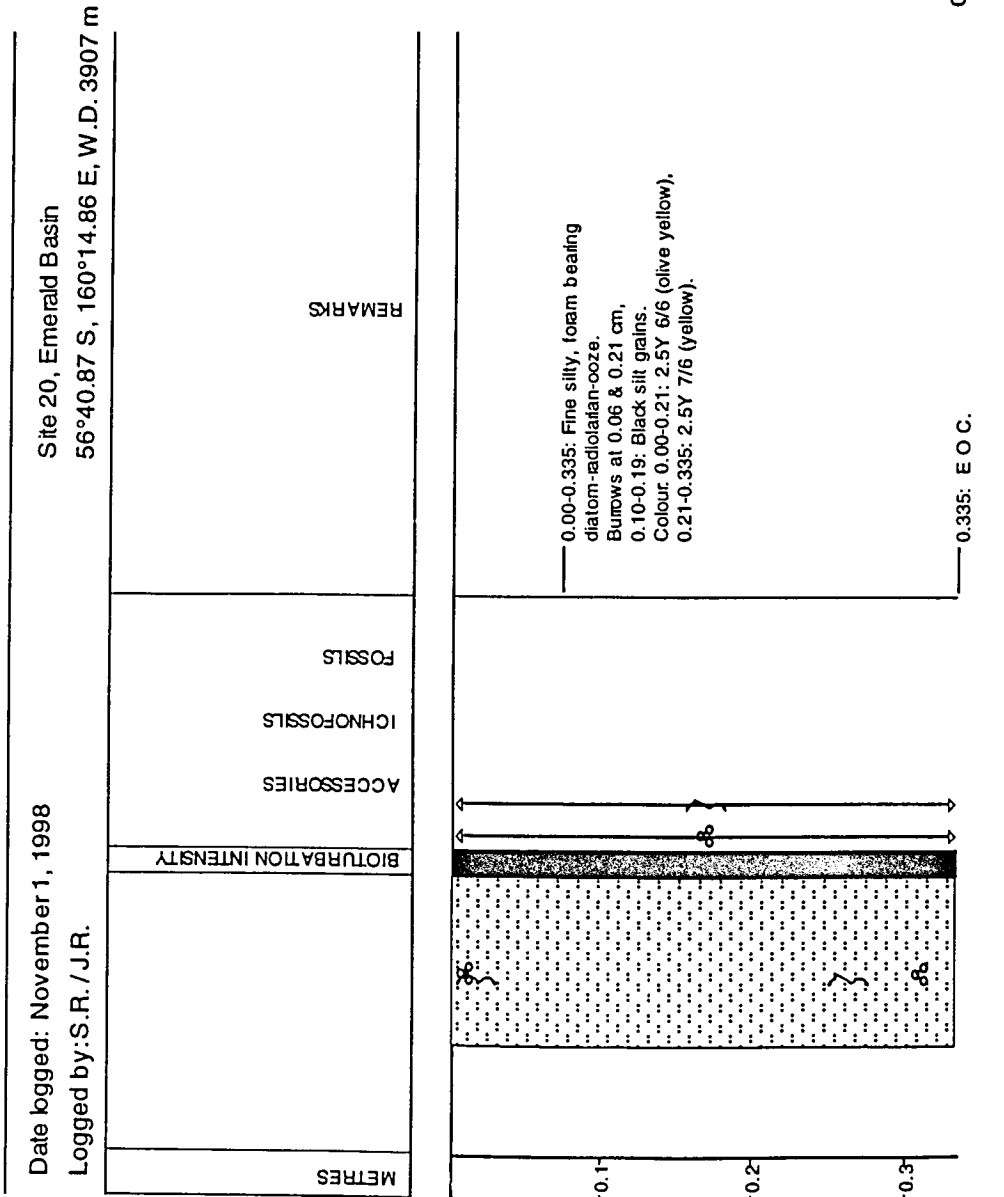 Site 20, Emerald Basin
56°40.87 S, 160°14.86 E, W.D. 3907 m
Date logged: November 1, 1998
Logged by: S.R. / J.R.
METRES
BIOTURBATION INTENSITY
ACCESSORIES
ICHNOFOSSILS
FOSSILS
REMARKS
0.1
0.2
0.3
0.00-0.335: Fine silty, foram bearing
diatom-radiolarian-ooze.
Burrows at 0.06 & 0.21 cm,
0.10-0.19: Black silt grains.
Colour. 0.00-0.21: 2.5Y 6/6 (olive yellow),
0.21-0.335: 2.5Y 7/6 (yellow).
0.335: E O C.